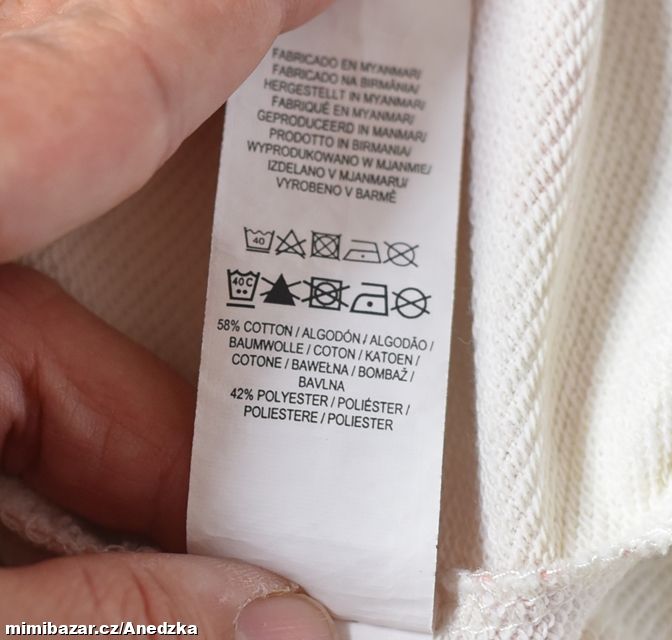 FABRICADO EN MYANMAR/
FABRICADO NA BIRMÂNIA/
HERGESTELLT IN MYANMAR/
FABRIQUÉ EN MYANMAR/
GEPRODUCEERD IN MANMAR/
PRODOTTO IN BIRMANIA/
WYPRODUKOWANO W MJANMIE/
IZDELANO V MJANMARU/
VYROBENO V BARMĚ
40
40 C
58% COTTON / ALGODÓN / ALGODÃO /
BAUMWOLLE / COTON / KATOEN /
COTONE / BAWEŁNA / BOMBAŽ /
BAVLNA
42% POLYESTER / POLIÉSTER /
POLIESTERE / POLIESTER
mimibazar.cz/Anedzka